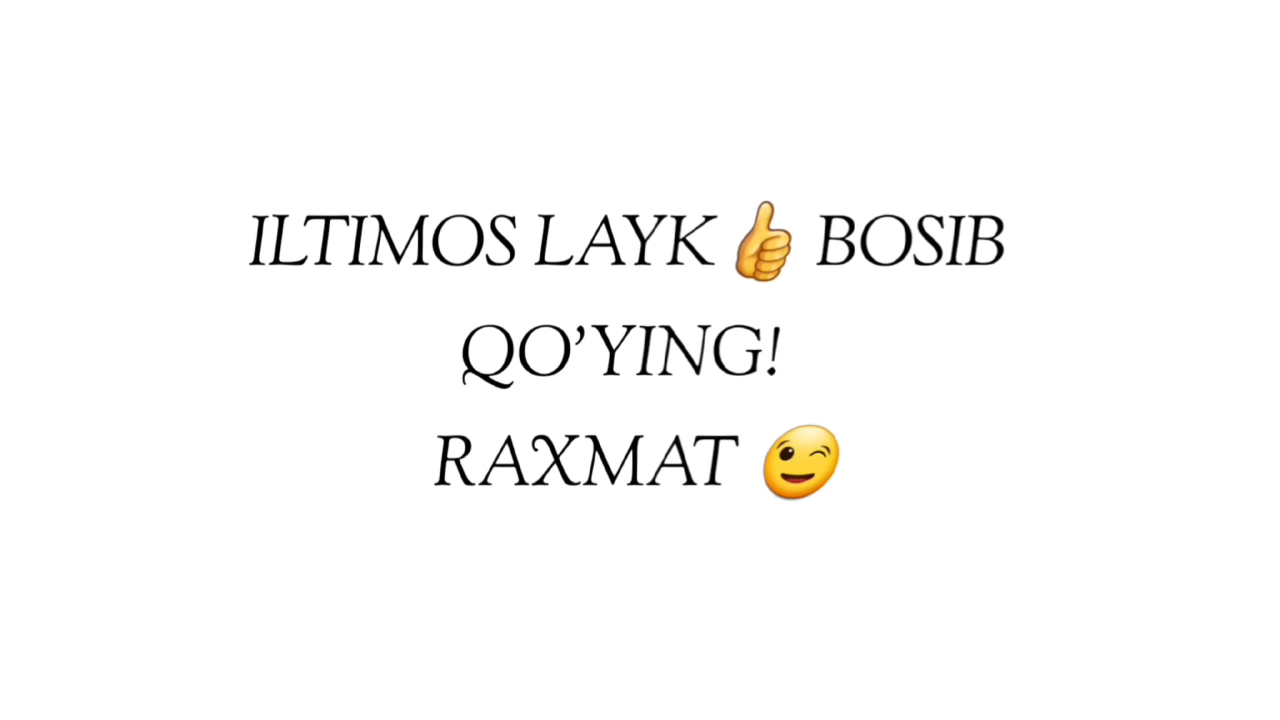 ILTIMOS LAYK 👍 BOSIB
QO’YING!
RAXMAT 😉